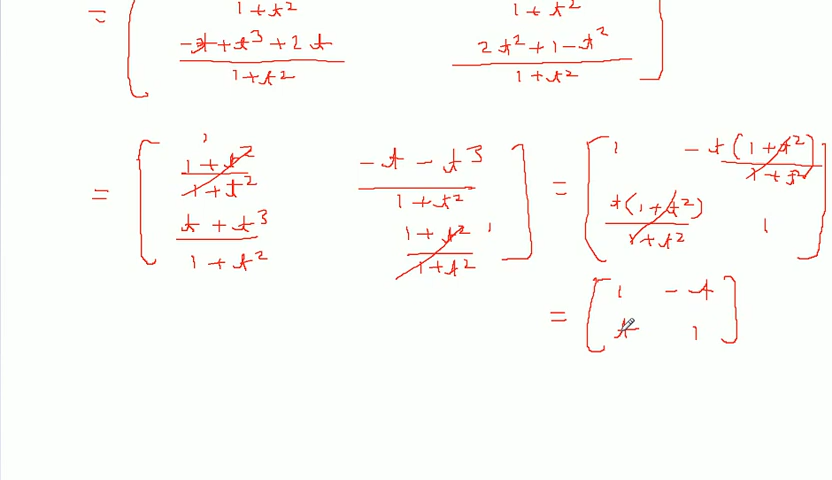 1 + t² 1 + t²
= -t + t³ + 2t 2t² + 1 - t²
1 + t² 1 + t²
= [ 1 + t² / 1 + t² -t - t³ / 1 + t² ] = [ 1 - t(1 + t²) / 1 + t² ]
[ t + t³ / 1 + t² 1 + t² / 1 + t² ] [ t(1 + t²) / 1 + t² 1 ]
= [ 1 - t ]
[ t 1 ]